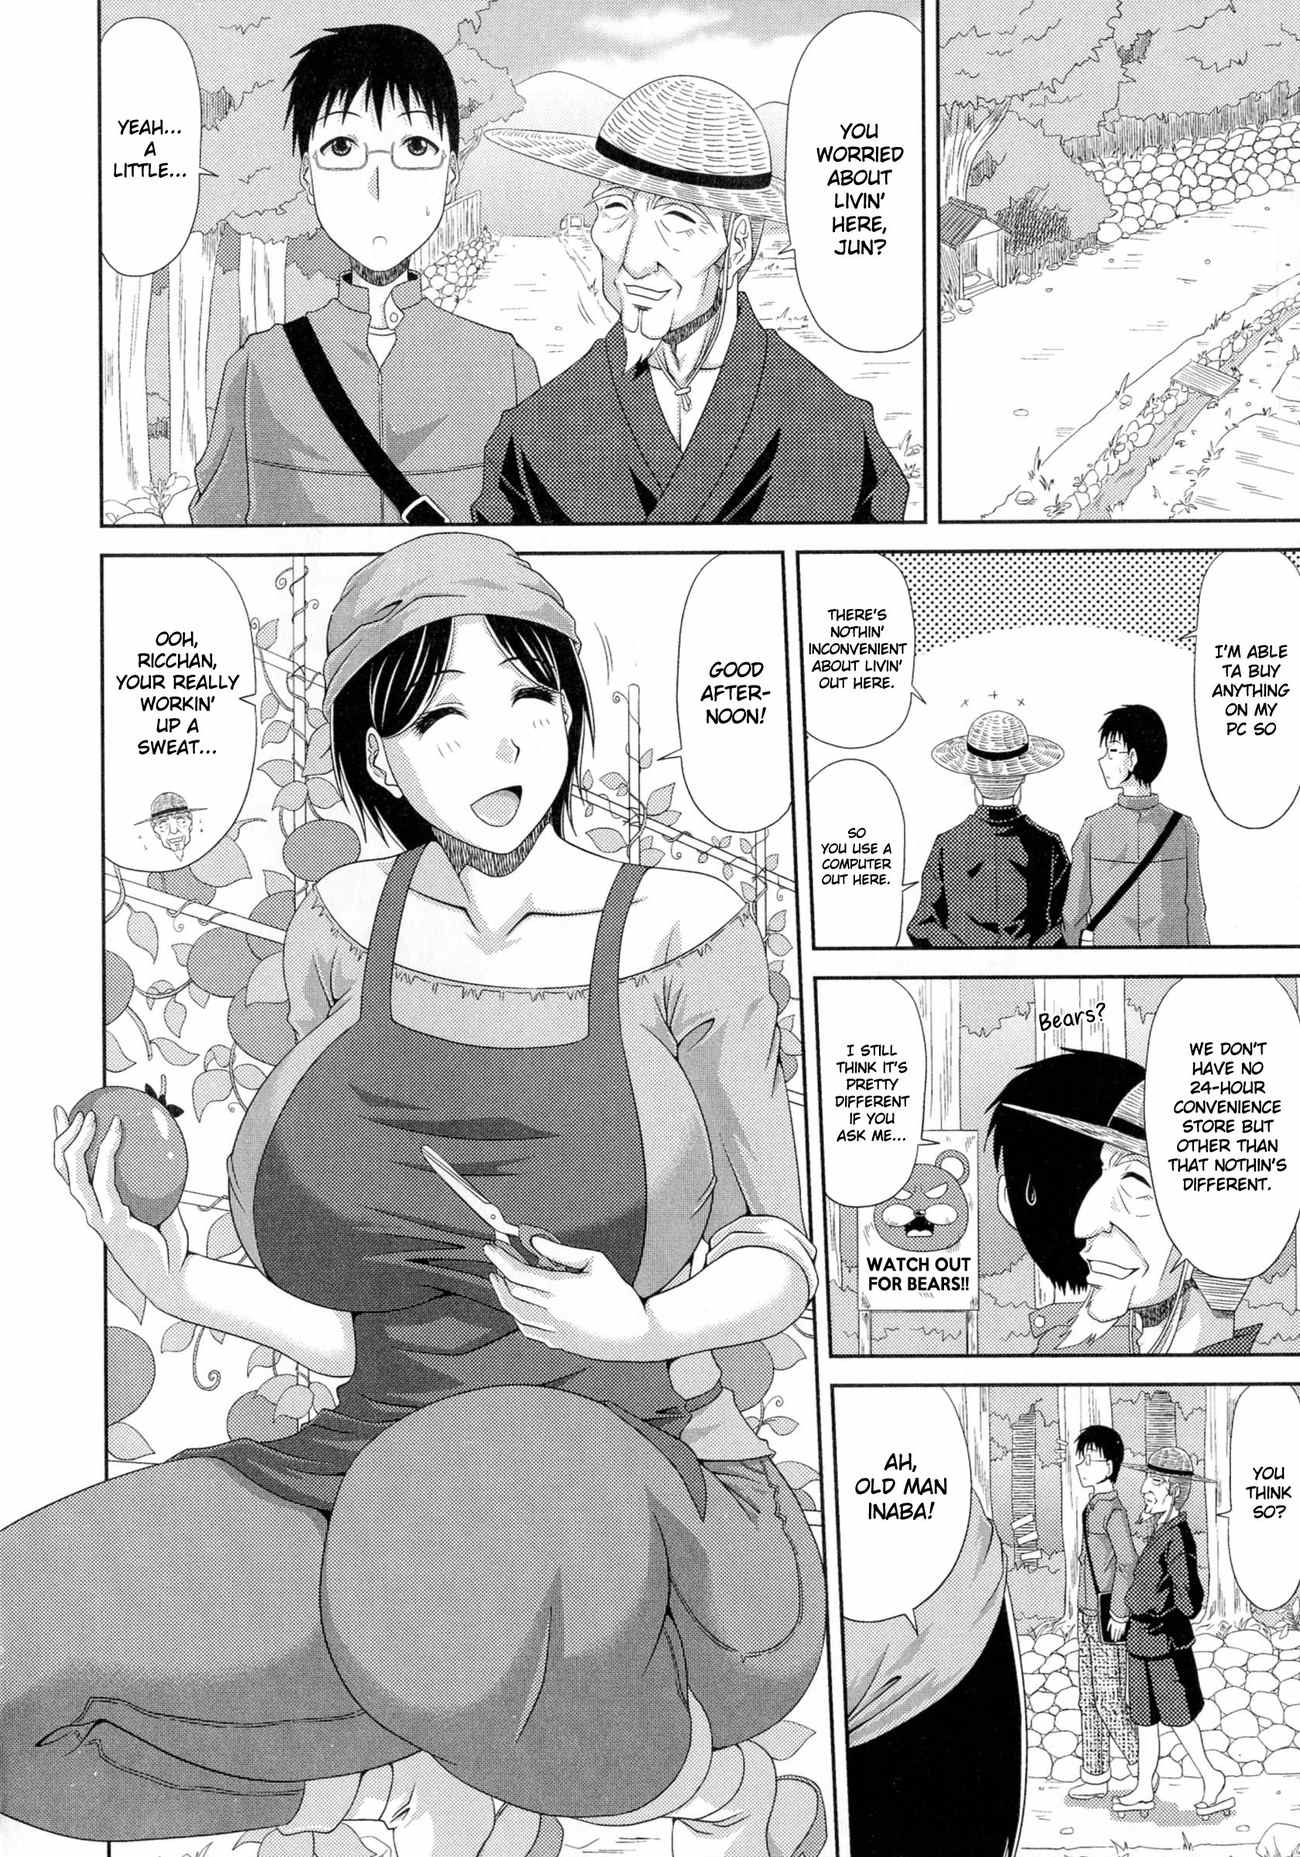 YOU
WORRIED
ABOUT
LIVIN'
HERE,
JUN?
YEAH...
A
LITTLE...
I'M ABLE
TA BUY
ANYTHING
ON MY
PC SO
THERE'S
NOTHIN'
INCONVENIENT
ABOUT LIVIN'
OUT HERE.
SO
YOU USE A
COMPUTER
OUT HERE.
WE DON'T
HAVE NO
24-HOUR
CONVENIENCE
STORE BUT
OTHER THAN
THAT NOTHIN'S
DIFFERENT.
Bears?
I STILL
THINK IT'S
PRETTY
DIFFERENT
IF YOU
ASK ME...
WATCH OUT
FOR BEARS!!
YOU
THINK
SO?
AH,
OLD MAN
INABA!
GOOD
AFTER-
NOON!
OOH,
RICCHAN,
YOUR REALLY
WORKIN'
UP A
SWEAT...